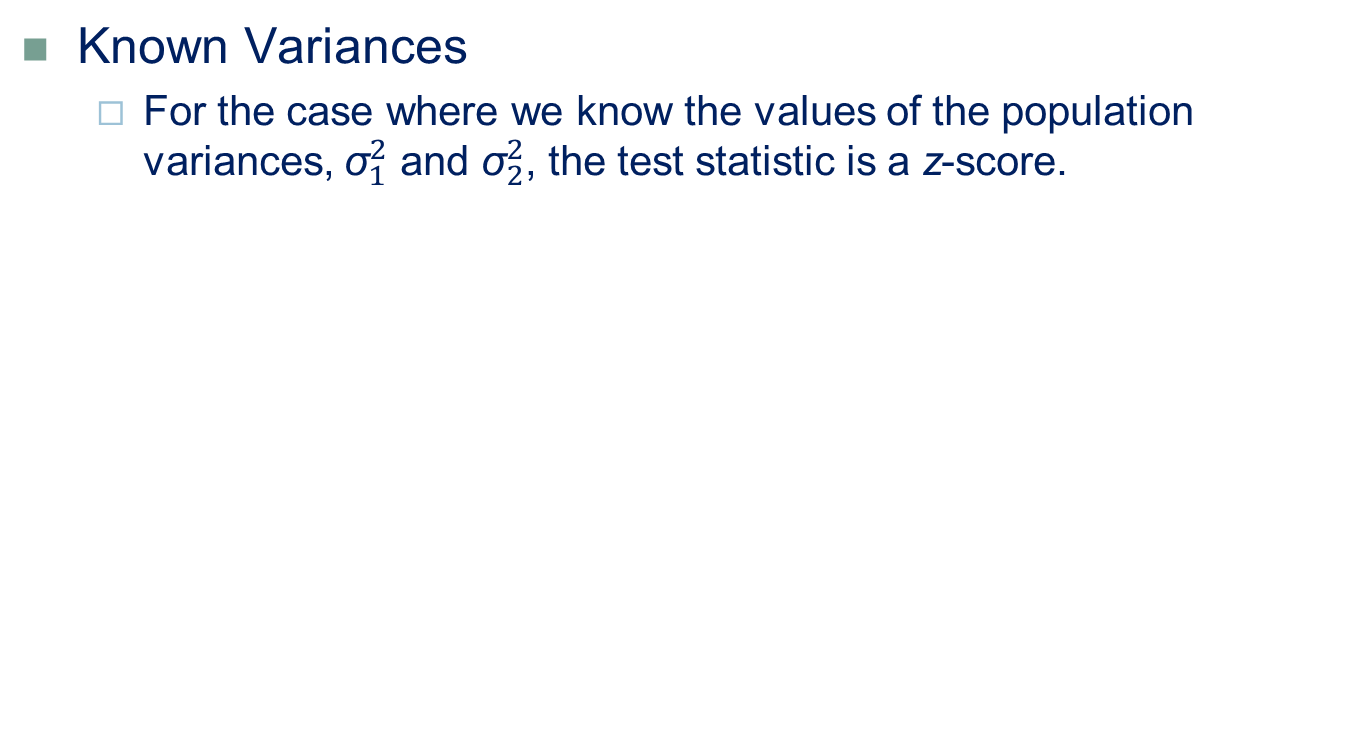 Known Variances
For the case where we know the values of the population
variances, σ₁² and σ₂², the test statistic is a z-score.